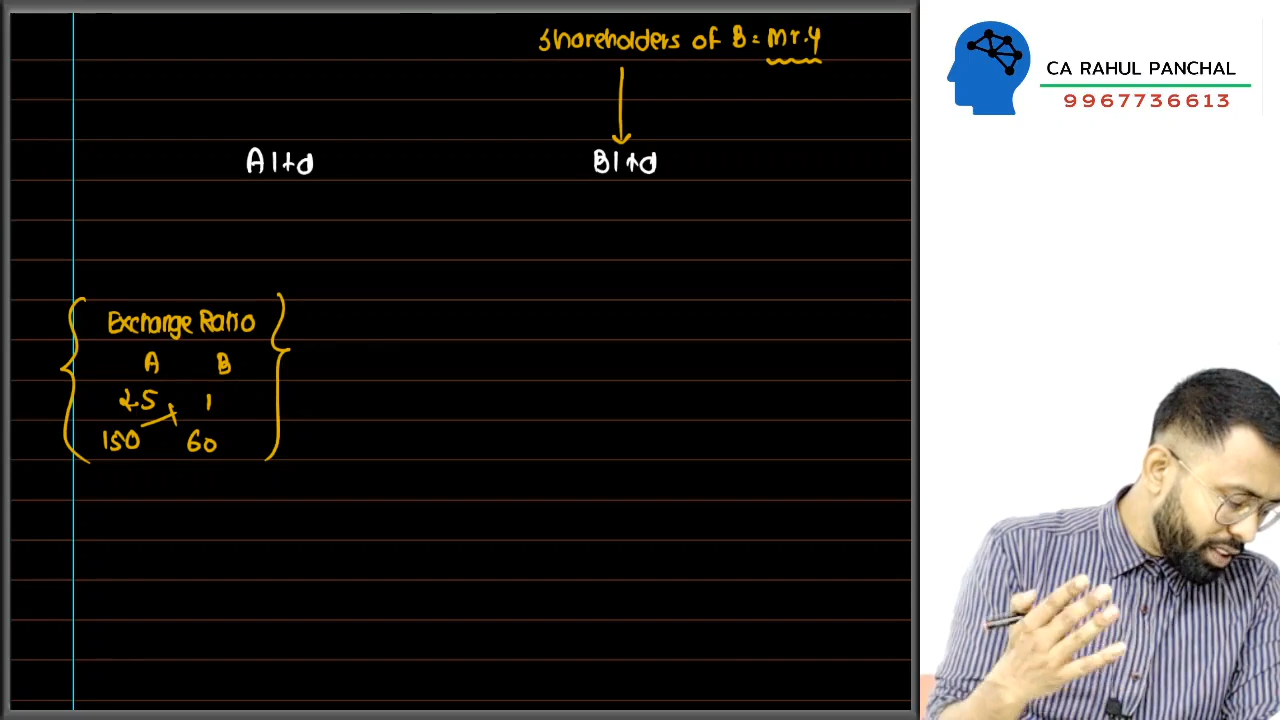 Shareholders of B = Mr. Y
CA RAHUL PANCHAL
9967736613
A ltd B ltd
Exchange Ratio
A B
2.5 1
150 60